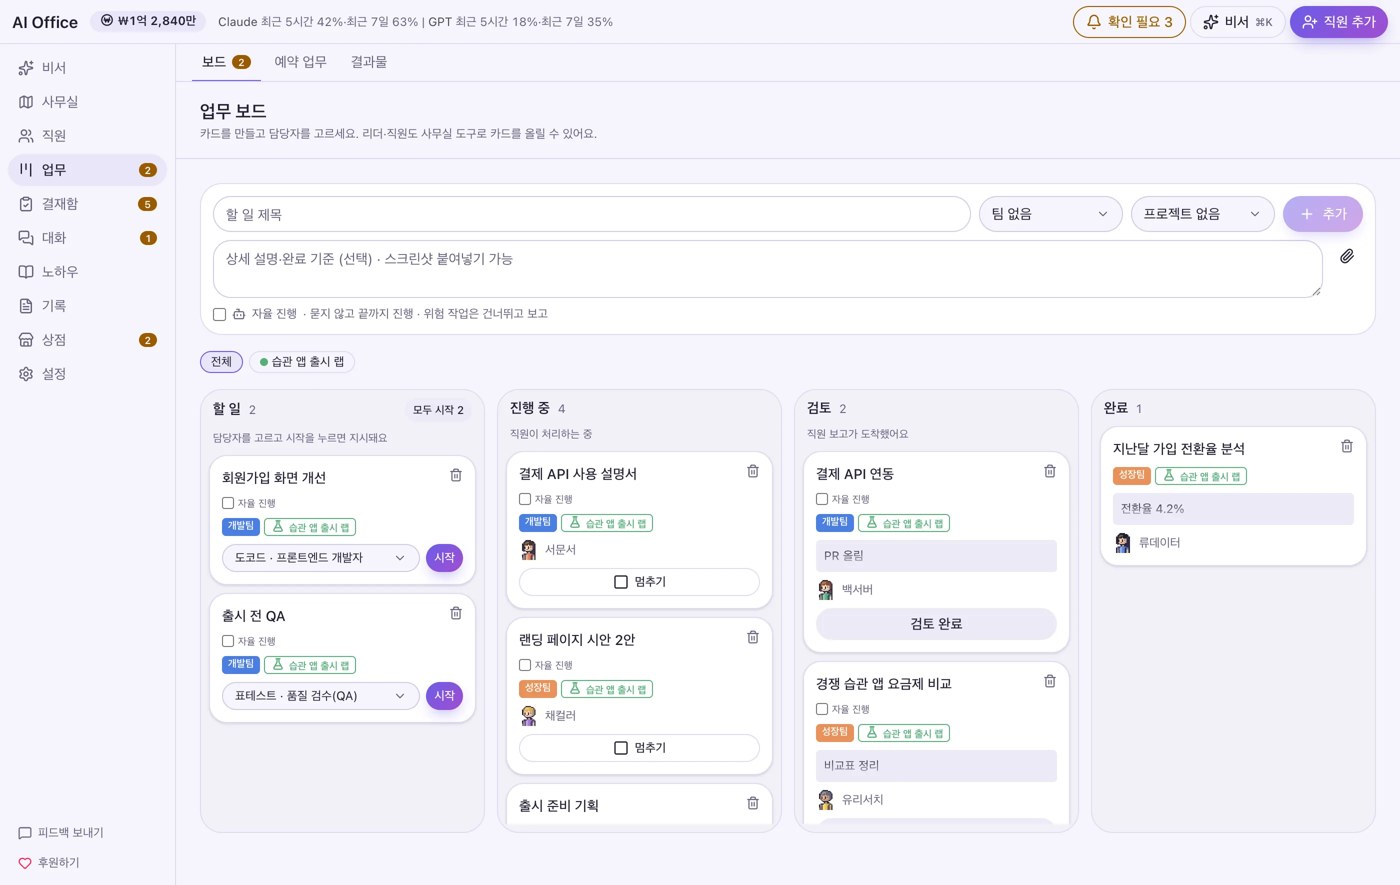 AI Office
₩1억 2,840만
Claude 최근 5시간 42%·최근 7일 63% | GPT 최근 5시간 18%·최근 7일 35%
확인 필요 3
비서 ⌘K
직원 추가
비서
사무실
직원
업무 2
결재함 5
대화 1
노하우
기록
상점 2
설정
피드백 보내기
후원하기
보드 2
예약 업무
결과물
업무 보드
카드를 만들고 담당자를 고르세요. 리더·직원도 사무실 도구로 카드를 올릴 수 있어요.
할 일 제목
팀 없음
프로젝트 없음
+ 추가
상세 설명·완료 기준 (선택) · 스크린샷 붙여넣기 가능
자율 진행 · 묻지 않고 끝까지 진행 · 위험 작업은 건너뛰고 보고
전체
습관 앱 출시 랩
할 일 2
모두 시작 2
담당자를 고르고 시작을 누르면 지시돼요
회원가입 화면 개선
자율 진행
개발팀
습관 앱 출시 랩
도코드 · 프론트엔드 개발자
시작
출시 전 QA
자율 진행
개발팀
습관 앱 출시 랩
표테스트 · 품질 검수(QA)
시작
진행 중 4
직원이 처리하는 중
결제 API 사용 설명서
자율 진행
개발팀
습관 앱 출시 랩
서문서
멈추기
랜딩 페이지 시안 2안
자율 진행
성장팀
습관 앱 출시 랩
채컬러
멈추기
출시 준비 기획
검토 2
직원 보고가 도착했어요
결제 API 연동
자율 진행
개발팀
습관 앱 출시 랩
PR 올림
백서버
검토 완료
경쟁 습관 앱 요금제 비교
자율 진행
성장팀
습관 앱 출시 랩
비교표 정리
유리서치
완료 1
지난달 가입 전환율 분석
성장팀
습관 앱 출시 랩
전환율 4.2%
류데이터